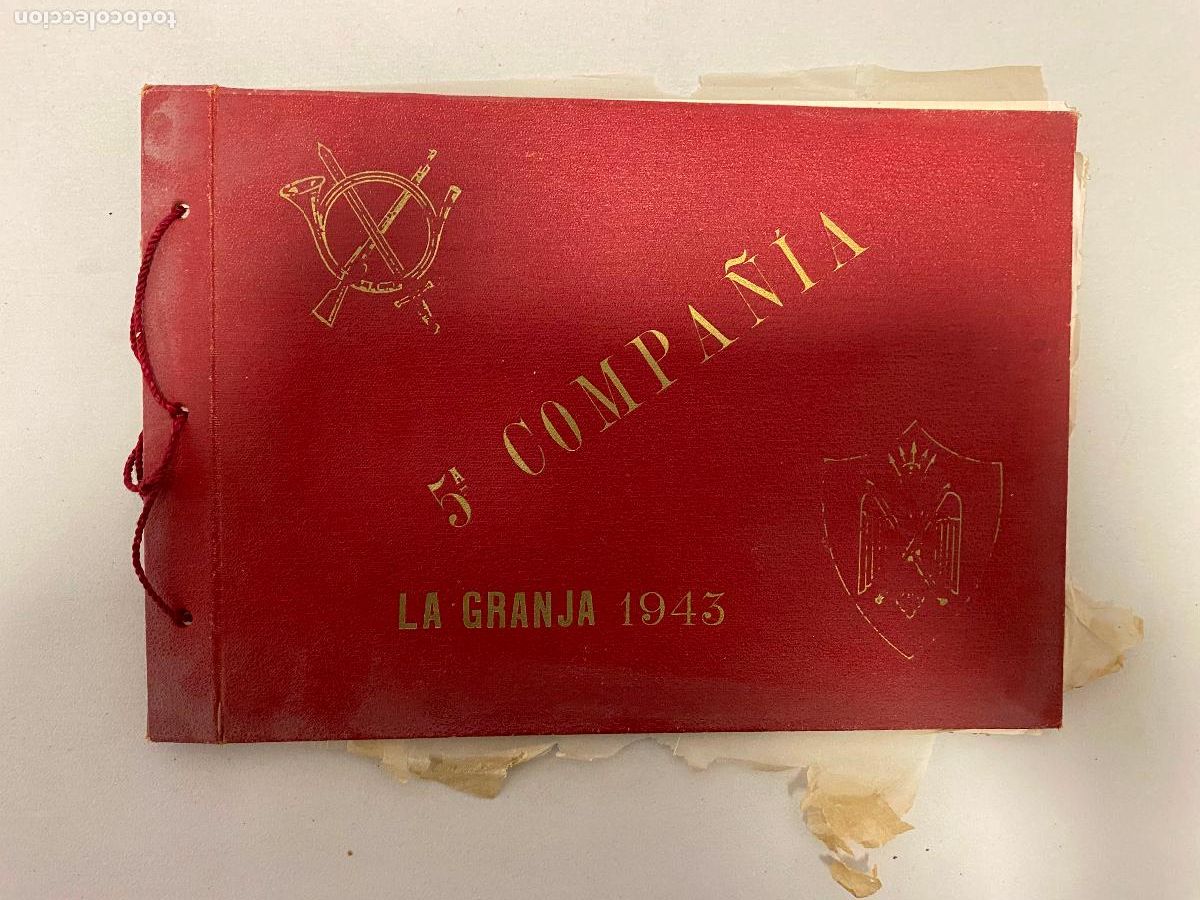 todocoleccion
5ª COMPAÑÍA
LA GRANJA 1943